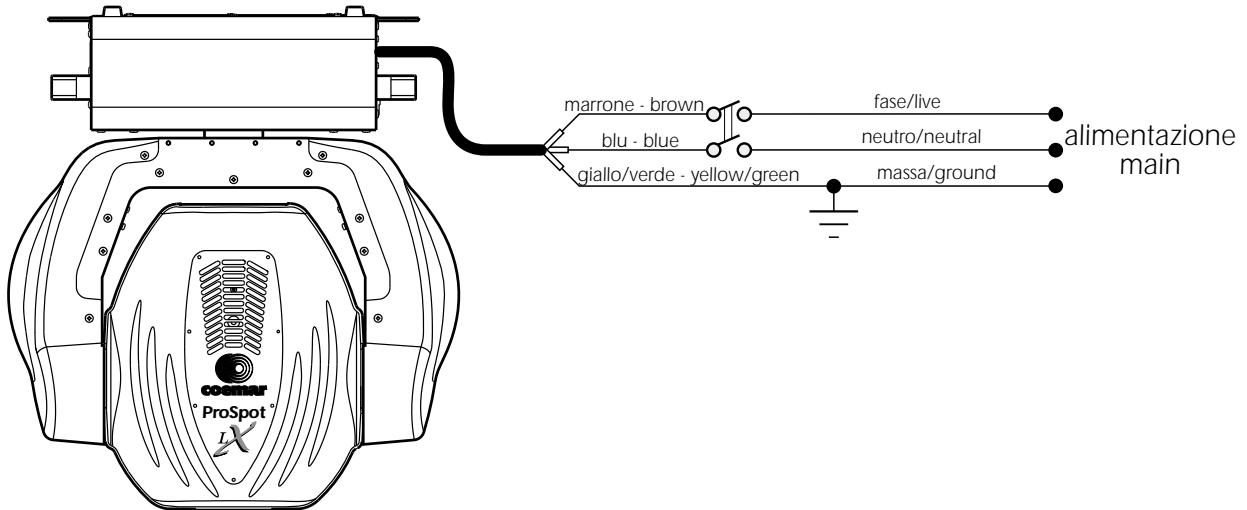 marrone - brown
fase/live
blu - blue
neutro/neutral
giallo/verde - yellow/green
massa/ground
alimentazione
main
coemar
ProSpot
LX